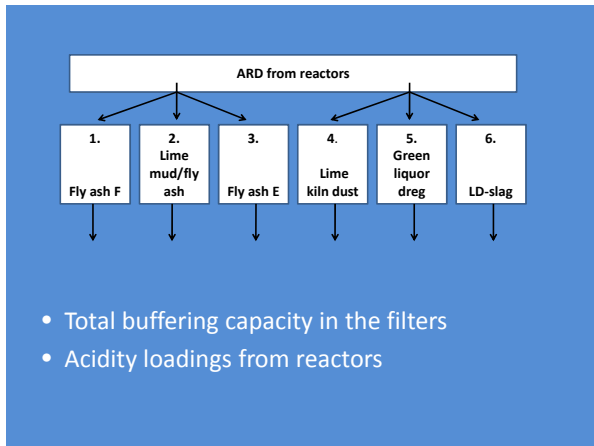 ARD from reactors
1.
Fly ash F
2.
Lime
mud/fly
ash
3.
Fly ash E
4.
Lime
kiln dust
5.
Green
liquor
dreg
6.
LD-slag
• Total buffering capacity in the filters
• Acidity loadings from reactors